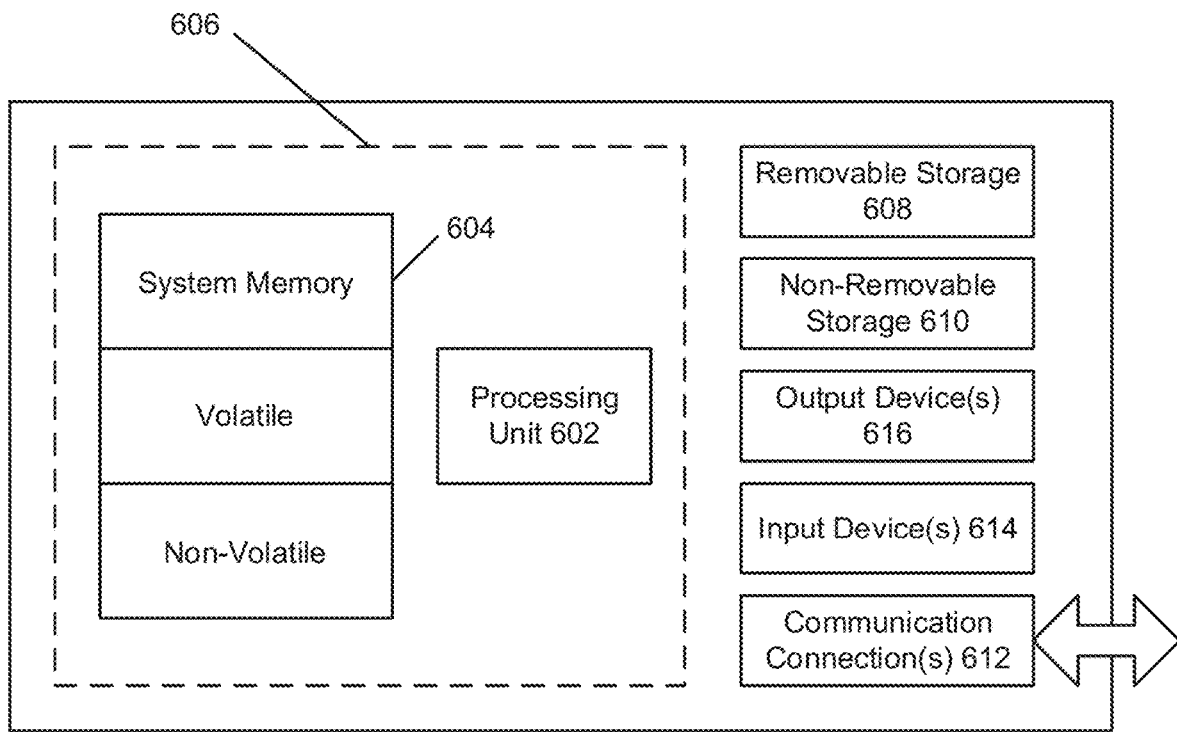 606
604
System Memory
Volatile
Non-Volatile
Processing
Unit 602
Removable Storage
608
Non-Removable
Storage 610
Output Device(s)
616
Input Device(s) 614
Communication
Connection(s) 612